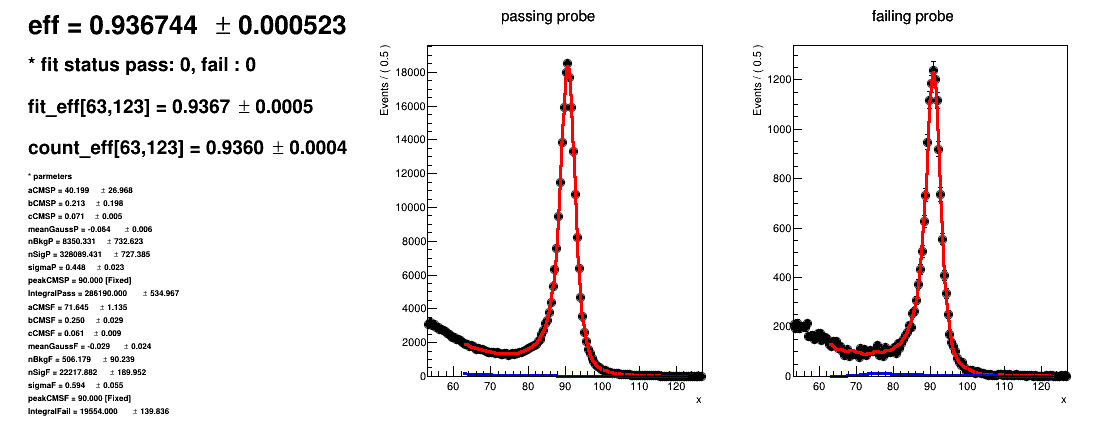 eff = 0.936744 ± 0.000523
* fit status pass: 0, fail : 0
fit_eff[63,123] = 0.9367 ± 0.0005
count_eff[63,123] = 0.9360 ± 0.0004
* parmeters
aCMSP = 40.199 ± 26.968
bCMSP = 0.213 ± 0.198
cCMSP = 0.071 ± 0.005
meanGaussP = -0.064 ± 0.006
nBkgP = 8350.331 ± 732.623
nSigP = 328089.431 ± 727.385
sigmaP = 0.448 ± 0.023
peakCMSP = 90.000 [Fixed]
IntegralPass = 286190.000 ± 534.967
aCMSF = 71.645 ± 1.135
bCMSF = 0.250 ± 0.029
cCMSF = 0.061 ± 0.009
meanGaussF = -0.029 ± 0.024
nBkgF = 506.179 ± 90.239
nSigF = 22217.882 ± 169.952
sigmaF = 0.594 ± 0.055
peakCMSF = 90.000 [Fixed]
IntegralFail = 19554.000 ± 139.836
passing probe
Events / ( 0.5 )
18000
16000
14000
12000
10000
8000
6000
4000
2000
0
60 70 80 90 100 110 120
x
failing probe
Events / ( 0.5 )
1200
1000
800
600
400
200
0
60 70 80 90 100 110 120
x